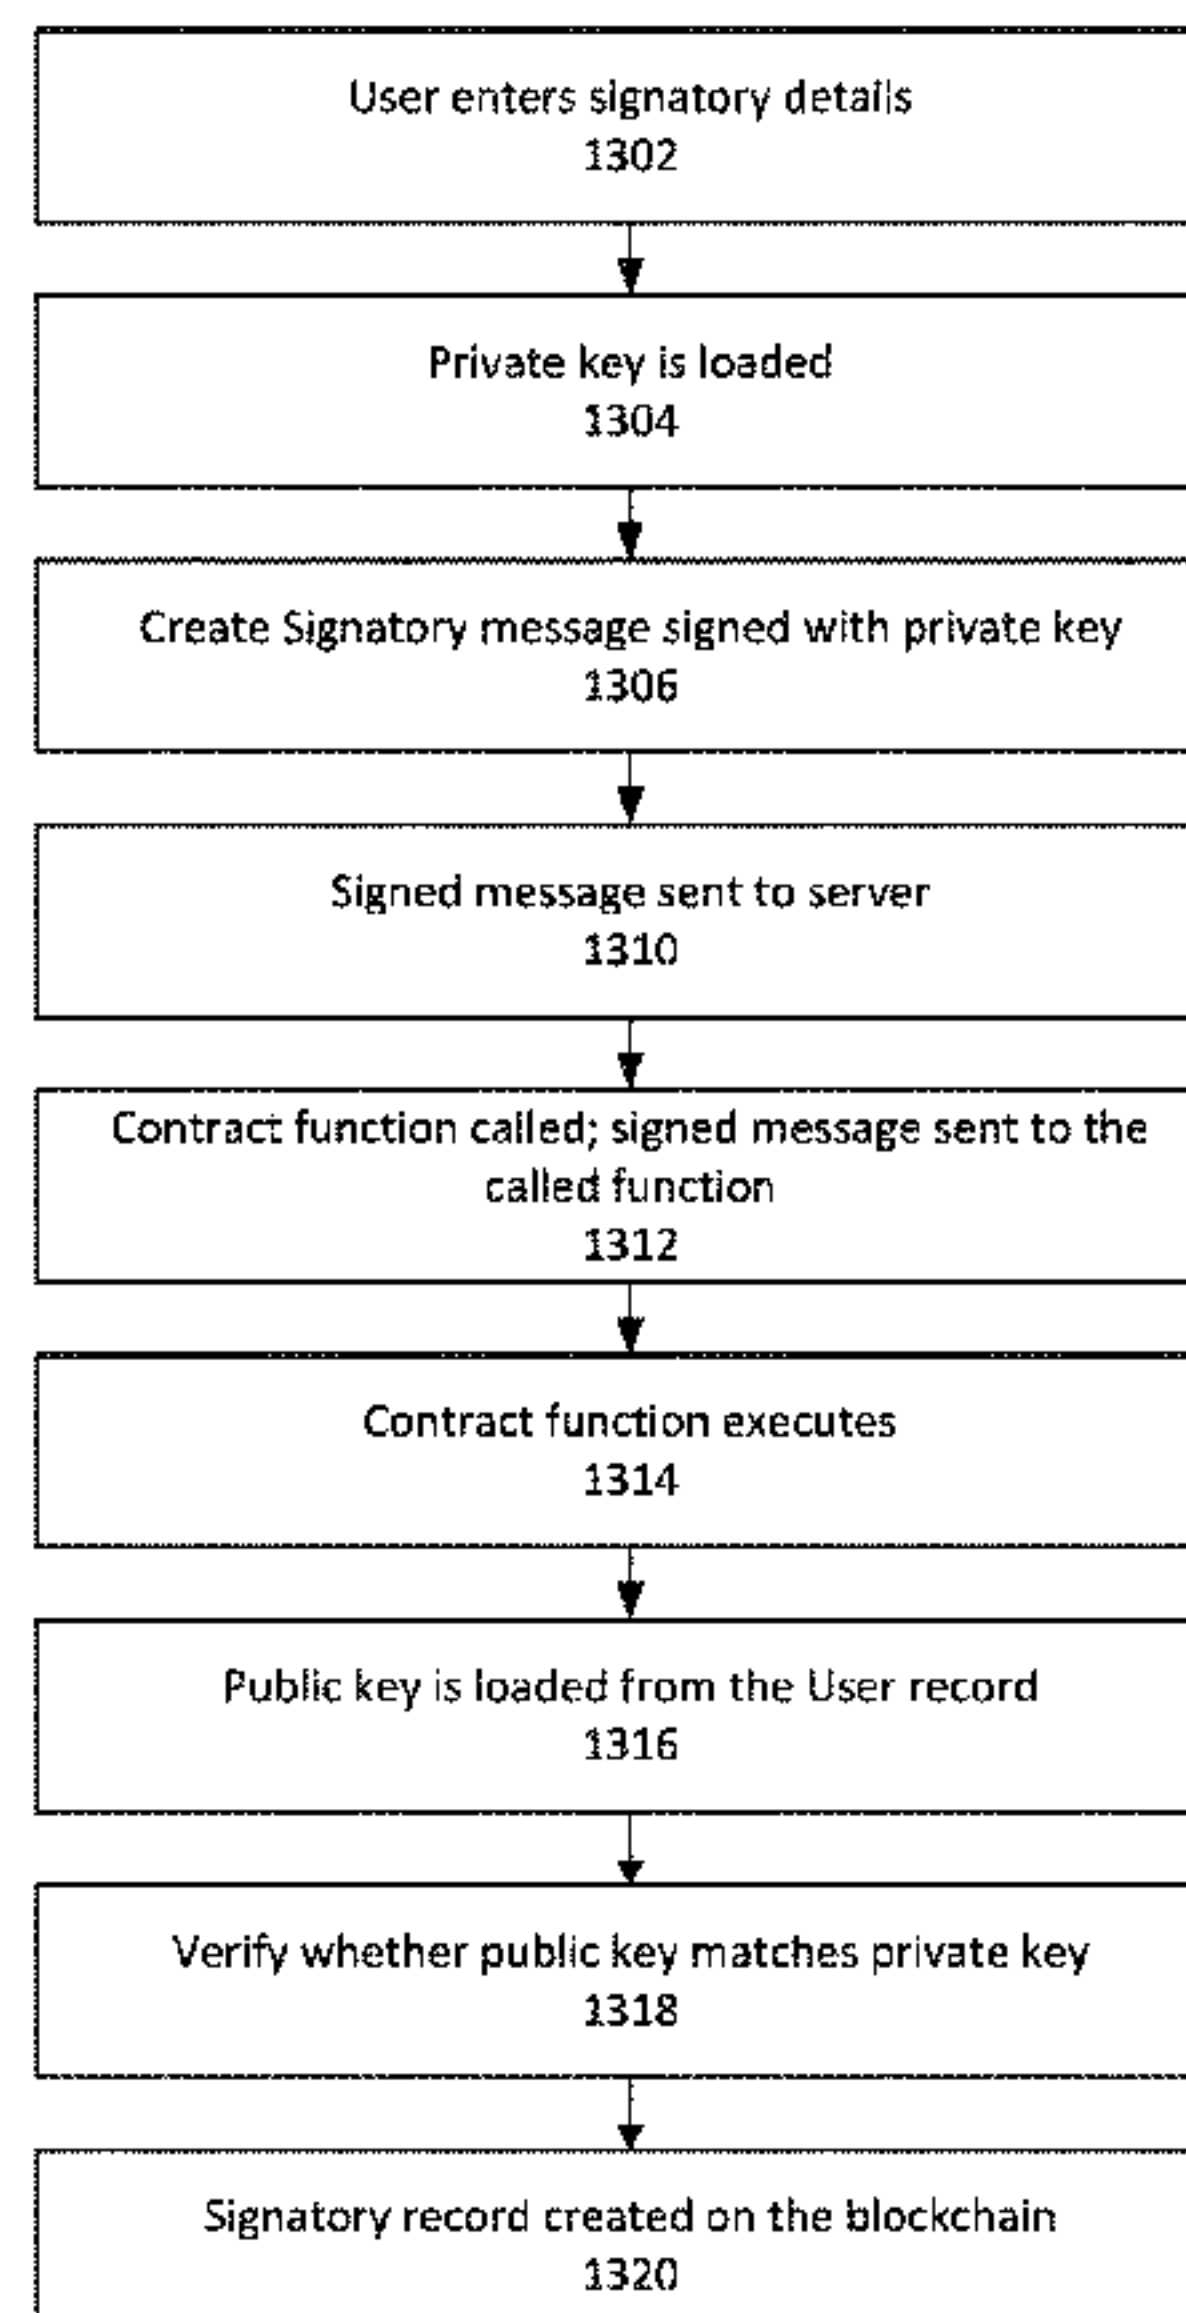 User enters signatory details
1302
Private key is loaded
1304
Create Signatory message signed with private key
1306
Signed message sent to server
1310
Contract function called; signed message sent to the
called function
1312
Contract function executes
1314
Public key is loaded from the User record
1316
Verify whether public key matches private key
1318
Signatory record created on the blockchain
1320